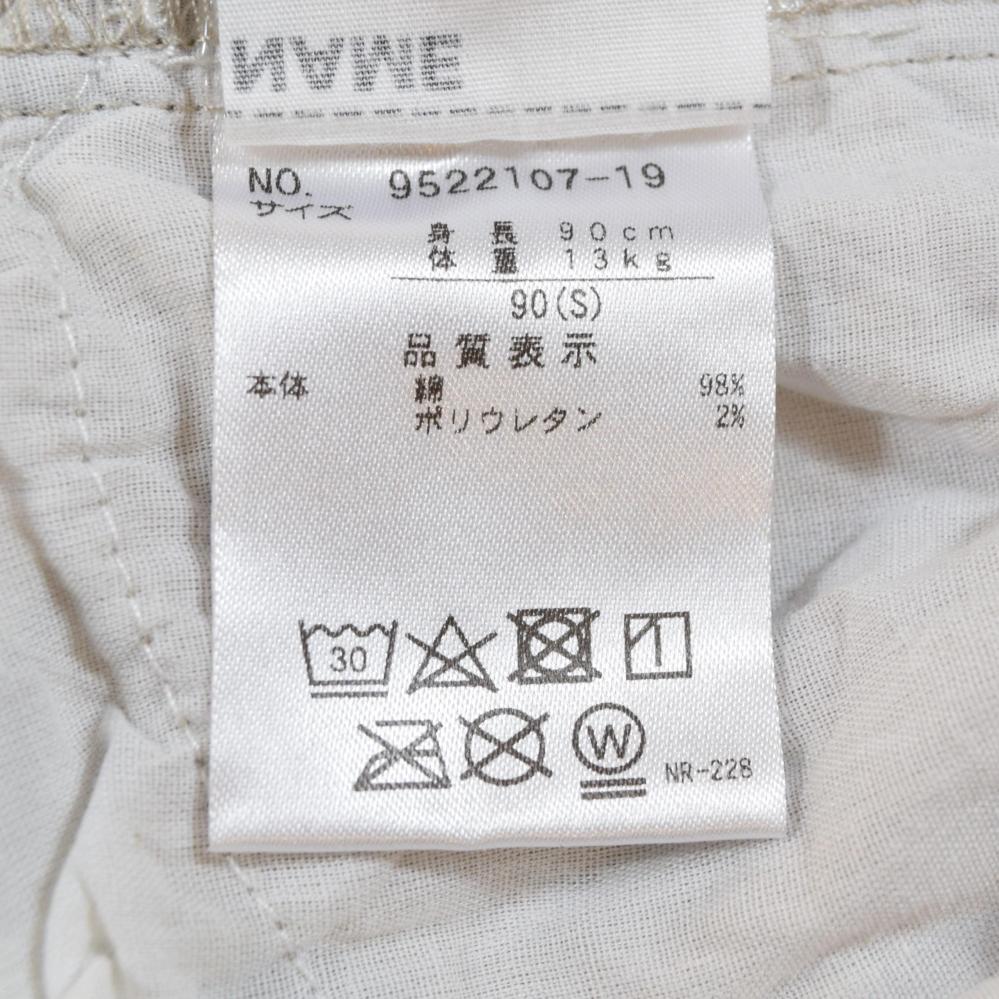 NAME
NO. 9522107-19
サイズ
身長 90cm
体重 13kg
90(S)
品質表示
本体 綿 98%
ポリウレタン 2%
30
W
NR-228